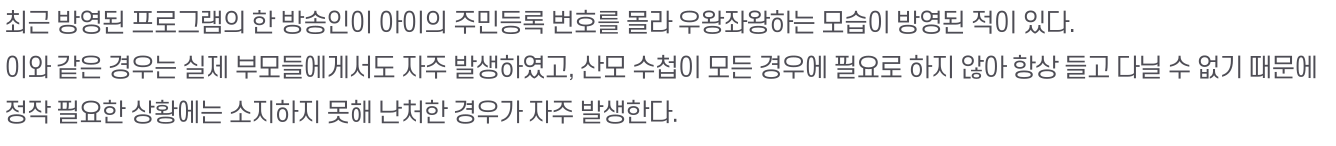 최근 방영된 프로그램의 한 방송인이 아이의 주민등록 번호를 몰라 우왕좌왕하는 모습이 방영된 적이 있다.
이와 같은 경우는 실제 부모들에게서도 자주 발생하였고, 산모 수첩이 모든 경우에 필요로 하지 않아 항상 들고 다닐 수 없기 때문에
정작 필요한 상황에는 소지하지 못해 난처한 경우가 자주 발생한다.